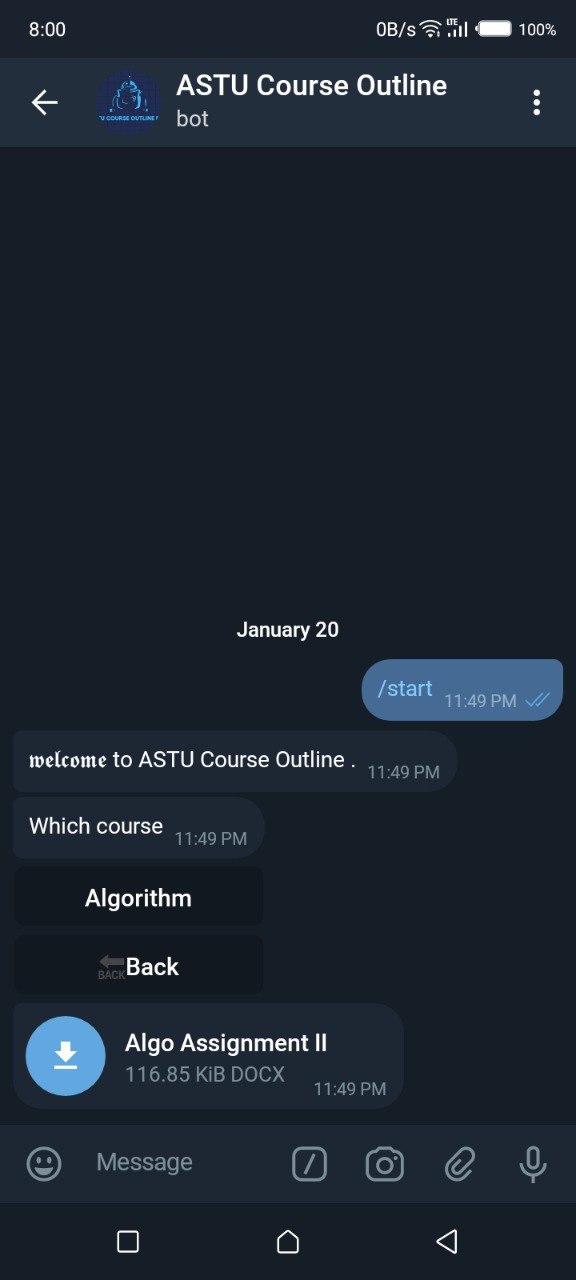 8:00
0B/s
LTE
100%
ASTU Course Outline
U COURSE OUTLINE
bot
January 20
/start 11:49 PM
𝖜𝖊𝖑𝖈𝖔𝖒𝖊 to ASTU Course Outline . 11:49 PM
Which course 11:49 PM
Algorithm
BACK Back
Algo Assignment II
116.85 KiB DOCX
11:49 PM
Message